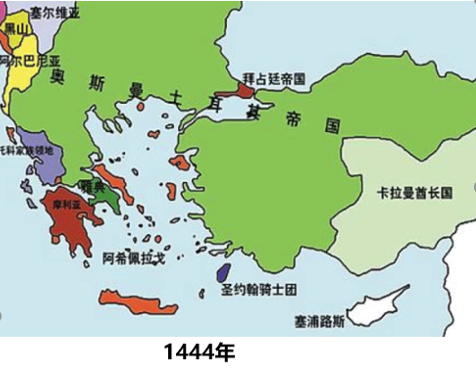 塞尔维亚
黑山
阿尔巴尼亚
奥斯曼土耳其帝国
拜占廷帝国
托科家族领地
雅典
摩利亚
卡拉曼酋长国
阿希佩拉戈
圣约翰骑士团
塞浦路斯
1444年